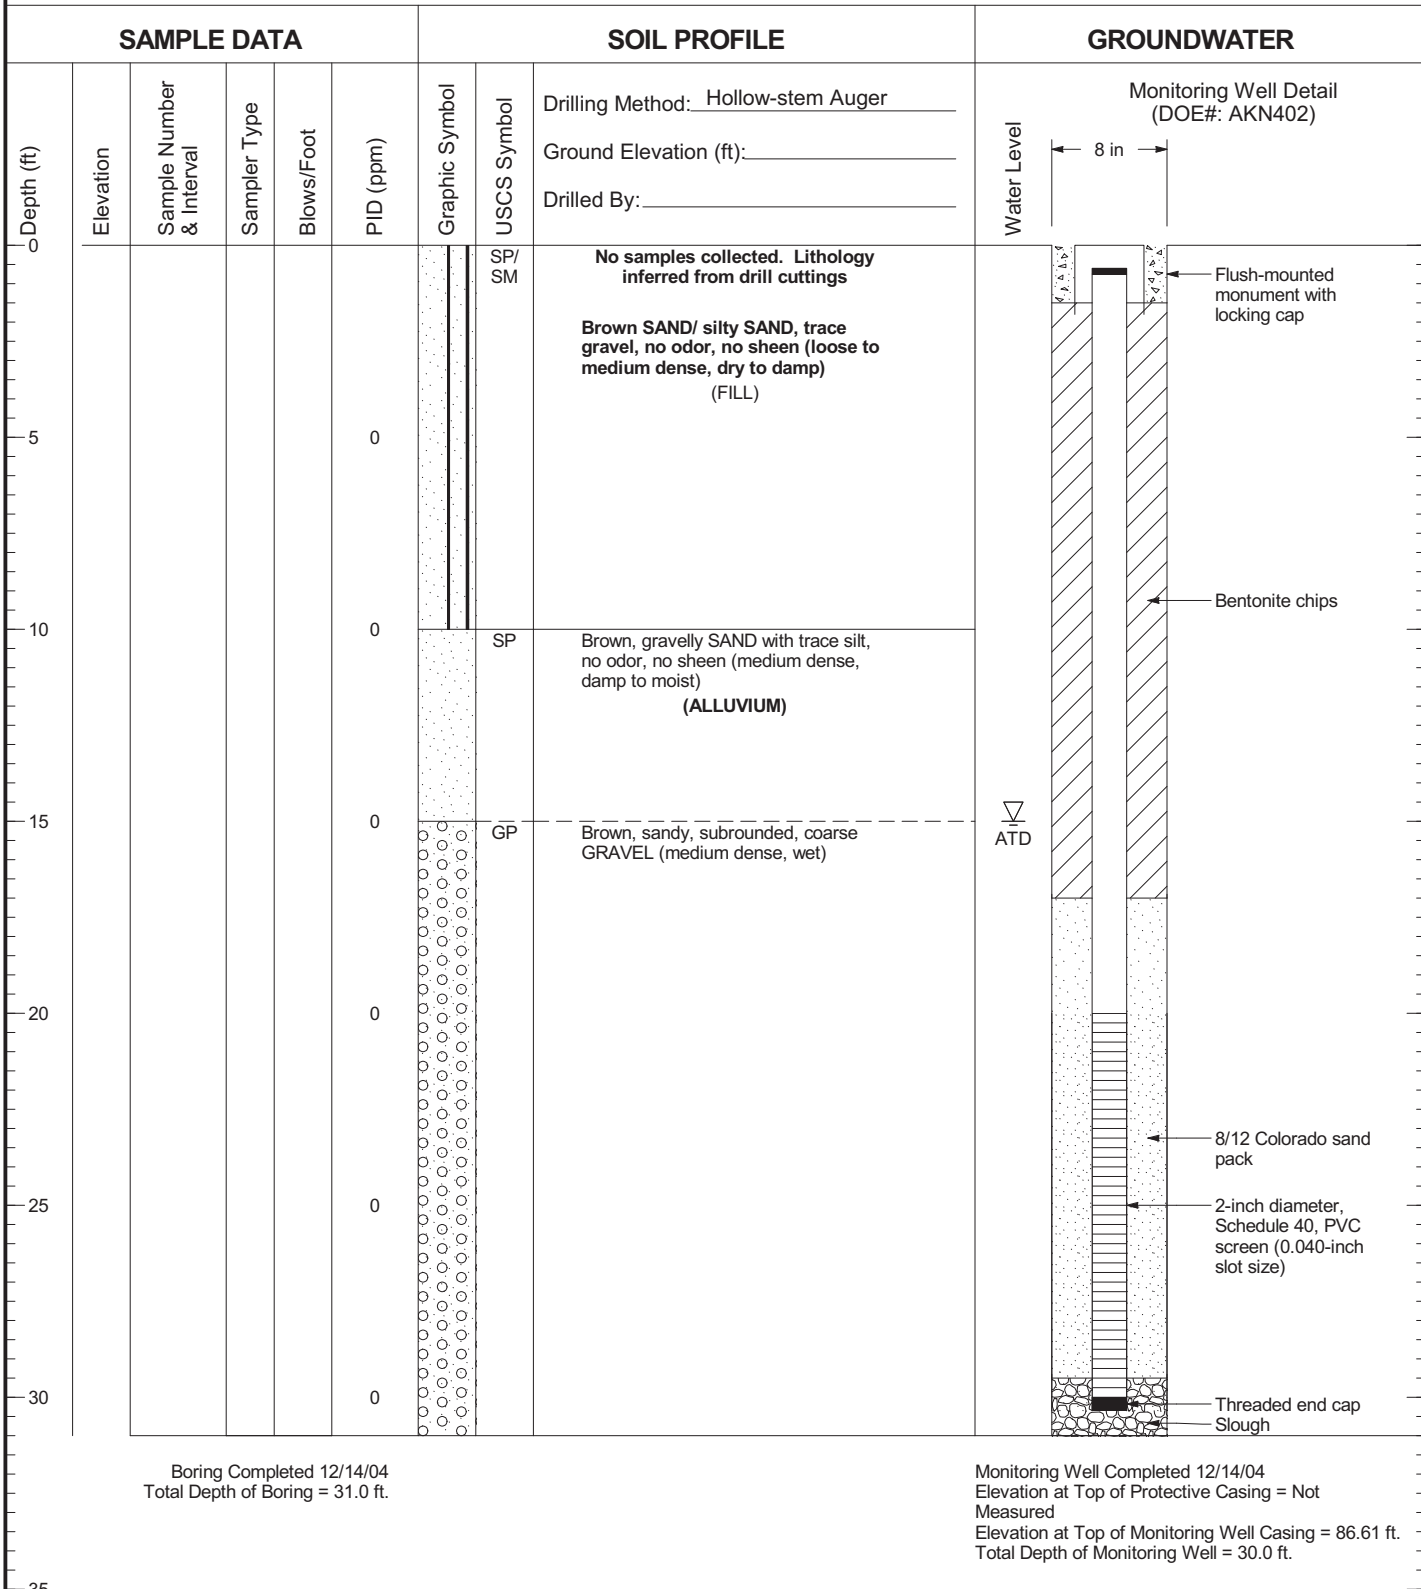 SAMPLE DATA
SOIL PROFILE
GROUNDWATER
Depth (ft)
Elevation
Sample Number
& Interval
Sampler Type
Blows/Foot
PID (ppm)
Graphic Symbol
USCS Symbol
Drilling Method: Hollow-stem Auger
Ground Elevation (ft):
Drilled By:
Water Level
Monitoring Well Detail
(DOE#: AKN402)
8 in
0
SP/
SM
No samples collected. Lithology
inferred from drill cuttings
Flush-mounted
monument with
locking cap
Brown SAND/ silty SAND, trace
gravel, no odor, no sheen (loose to
medium dense, dry to damp)
(FILL)
5
0
Bentonite chips
10
0
SP
Brown, gravelly SAND with trace silt,
no odor, no sheen (medium dense,
damp to moist)
(ALLUVIUM)
15
0
GP
Brown, sandy, subrounded, coarse
GRAVEL (medium dense, wet)
ATD
20
0
8/12 Colorado sand
pack
25
0
2-inch diameter,
Schedule 40, PVC
screen (0.040-inch
slot size)
30
0
Threaded end cap
Slough
Boring Completed 12/14/04
Total Depth of Boring = 31.0 ft.
Monitoring Well Completed 12/14/04
Elevation at Top of Protective Casing = Not
Measured
Elevation at Top of Monitoring Well Casing = 86.61 ft.
Total Depth of Monitoring Well = 30.0 ft.
35